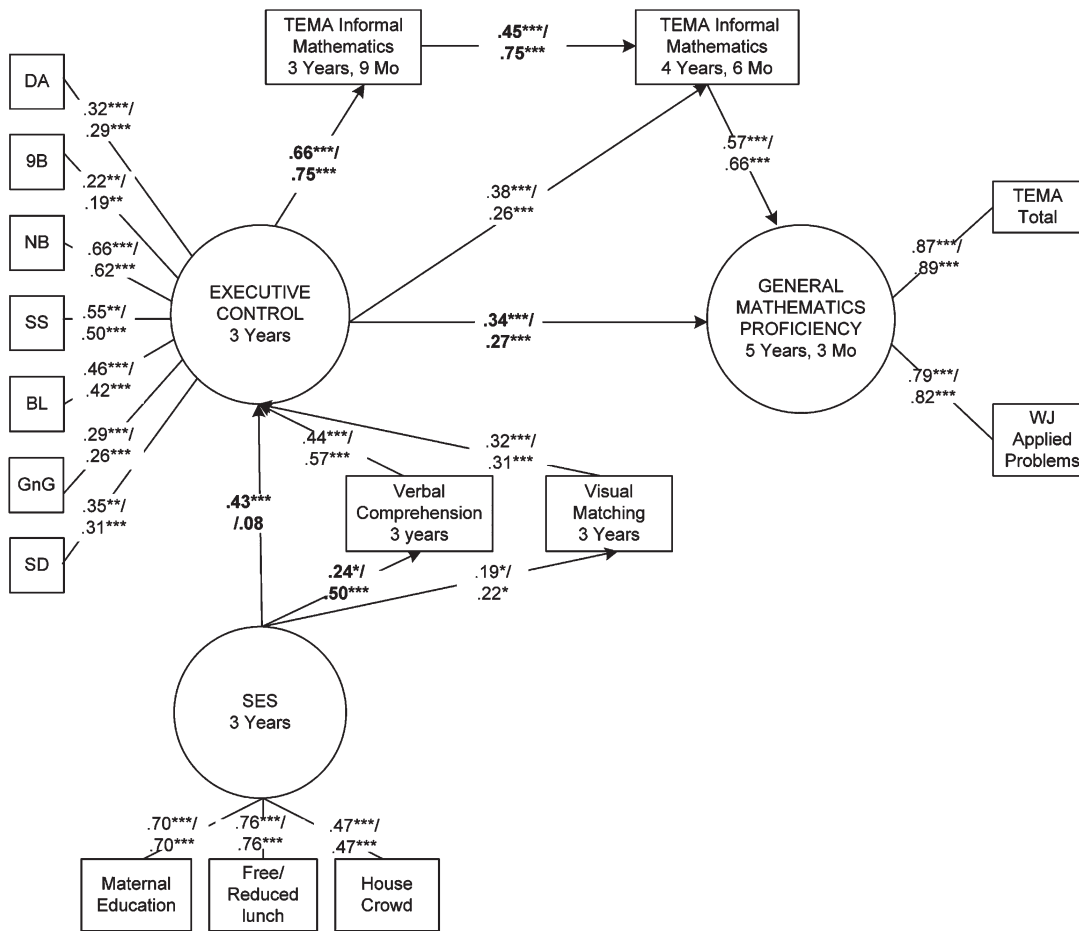 TEMA Informal
Mathematics
3 Years, 9 Mo
.45***/
.75***
TEMA Informal
Mathematics
4 Years, 6 Mo
DA
.32***/
.29***
9B
.22**/
.19**
NB
.66***/
.62***
SS
.55**/
.50***
BL
.46***/
.42***
GnG
.29***/
.26***
SD
.35**/
.31***
.66***/
.75***
.38***/
.26***
.57***/
.66***
EXECUTIVE
CONTROL
3 Years
.34***/
.27***
GENERAL
MATHEMATICS
PROFICIENCY
5 Years, 3 Mo
.87***/
.89***
TEMA
Total
.79***/
.82***
WJ
Applied
Problems
.44***/
.57***
.32***/
.31***
.43***
/.08
Verbal
Comprehension
3 years
Visual
Matching
3 Years
.24*/
.50***
.19*/
.22*
SES
3 Years
.70***/
.70***
.76***/
.76***
.47***/
.47***
Maternal
Education
Free/
Reduced
lunch
House
Crowd